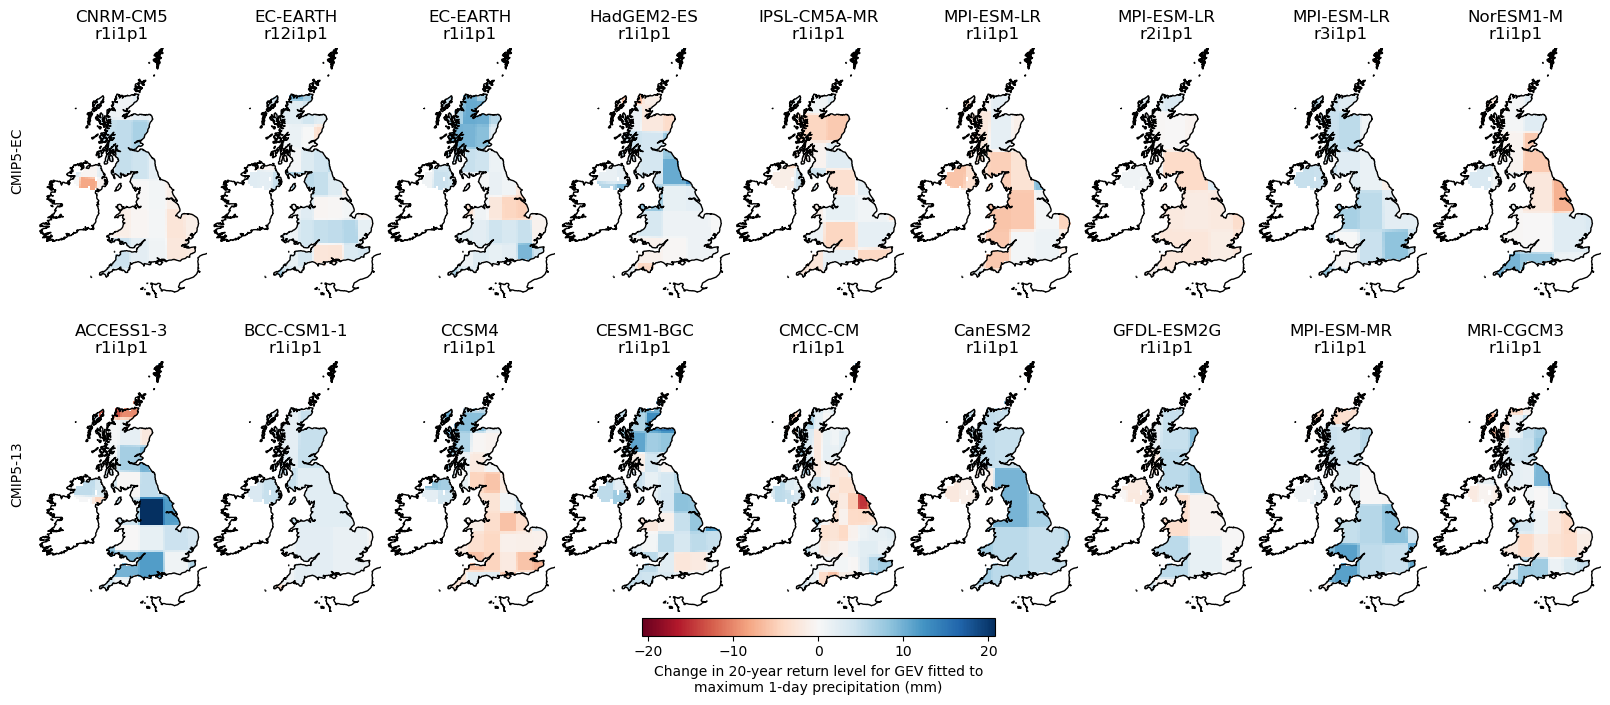 CNRM-CM5 EC-EARTH EC-EARTH HadGEM2-ES IPSL-CM5A-MR MPI-ESM-LR MPI-ESM-LR MPI-ESM-LR NorESM1-M
r1i1p1 r12i1p1 r1i1p1 r1i1p1 r1i1p1 r1i1p1 r2i1p1 r3i1p1 r1i1p1
CMIP5-EC
ACCESS1-3 BCC-CSM1-1 CCSM4 CESM1-BGC CMCC-CM CanESM2 GFDL-ESM2G MPI-ESM-MR MRI-CGCM3
r1i1p1 r1i1p1 r1i1p1 r1i1p1 r1i1p1 r1i1p1 r1i1p1 r1i1p1 r1i1p1
CMIP5-13
−20 −10 0 10 20
Change in 20-year return level for GEV fitted to
maximum 1-day precipitation (mm)